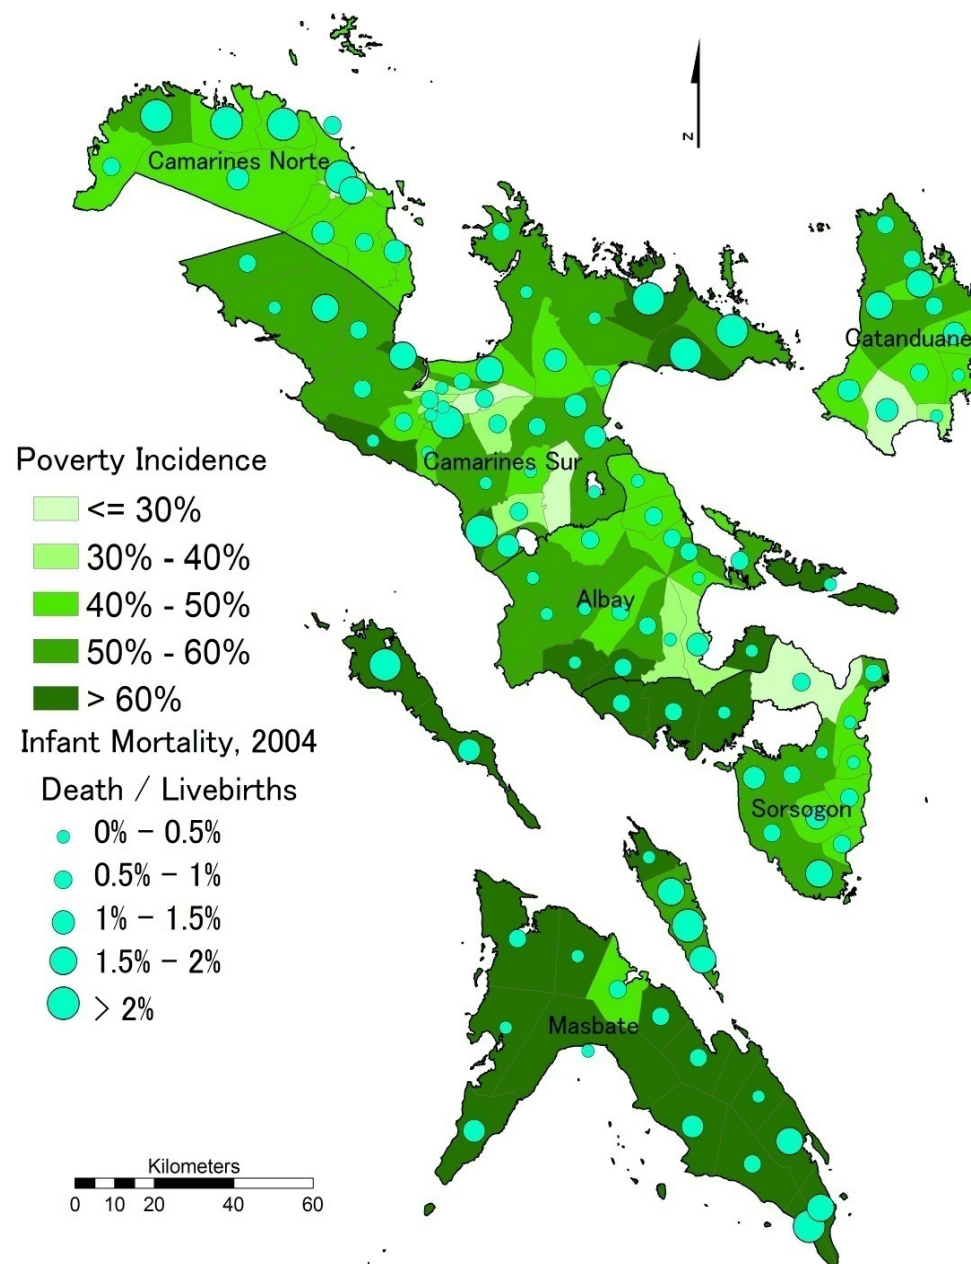 N
Camarines Norte
Catanduane
Camarines Sur
Poverty Incidence
<= 30%
30% - 40%
40% - 50%
50% - 60%
> 60%
Albay
Infant Mortality, 2004
Death / Livebirths
0% - 0.5%
0.5% - 1%
1% - 1.5%
1.5% - 2%
> 2%
Sorsogon
Masbate
Kilometers
0 10 20 40 60